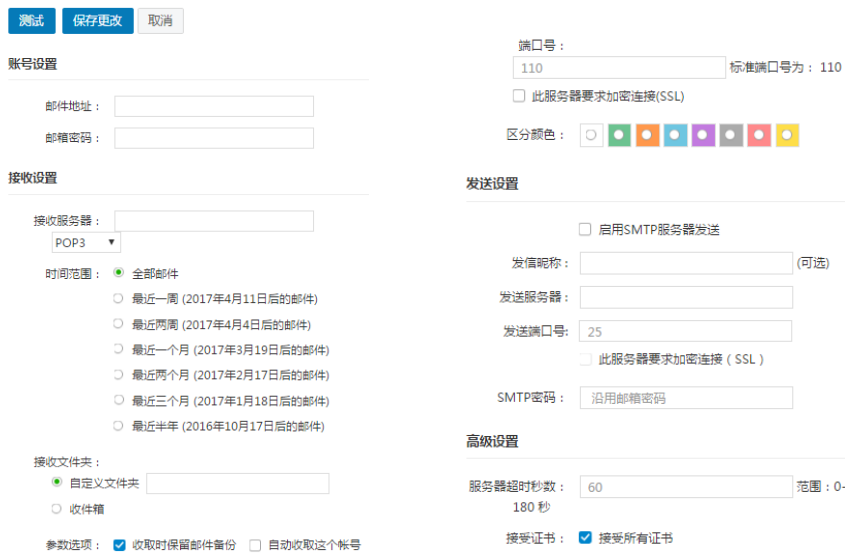 测试 保存更改 取消
账号设置
邮件地址：
邮箱密码：
接收设置
接收服务器：
POP3
时间范围： 全部邮件
最近一周 (2017年4月11日后的邮件)
最近两周 (2017年4月4日后的邮件)
最近一个月 (2017年3月19日后的邮件)
最近两个月 (2017年2月17日后的邮件)
最近三个月 (2017年1月18日后的邮件)
最近半年 (2016年10月17日后的邮件)
接收文件夹：
自定义文件夹
收件箱
参数选项： 收取时保留邮件备份 自动收取这个帐号
端口号：
110 标准端口号为： 110
此服务器要求加密连接(SSL)
区分颜色：
发送设置
启用SMTP服务器发送
发信昵称： (可选)
发送服务器：
发送端口号: 25
此服务器要求加密连接（SSL）
SMTP密码： 沿用邮箱密码
高级设置
服务器超时秒数： 60 范围：0-
180 秒
接受证书： 接受所有证书